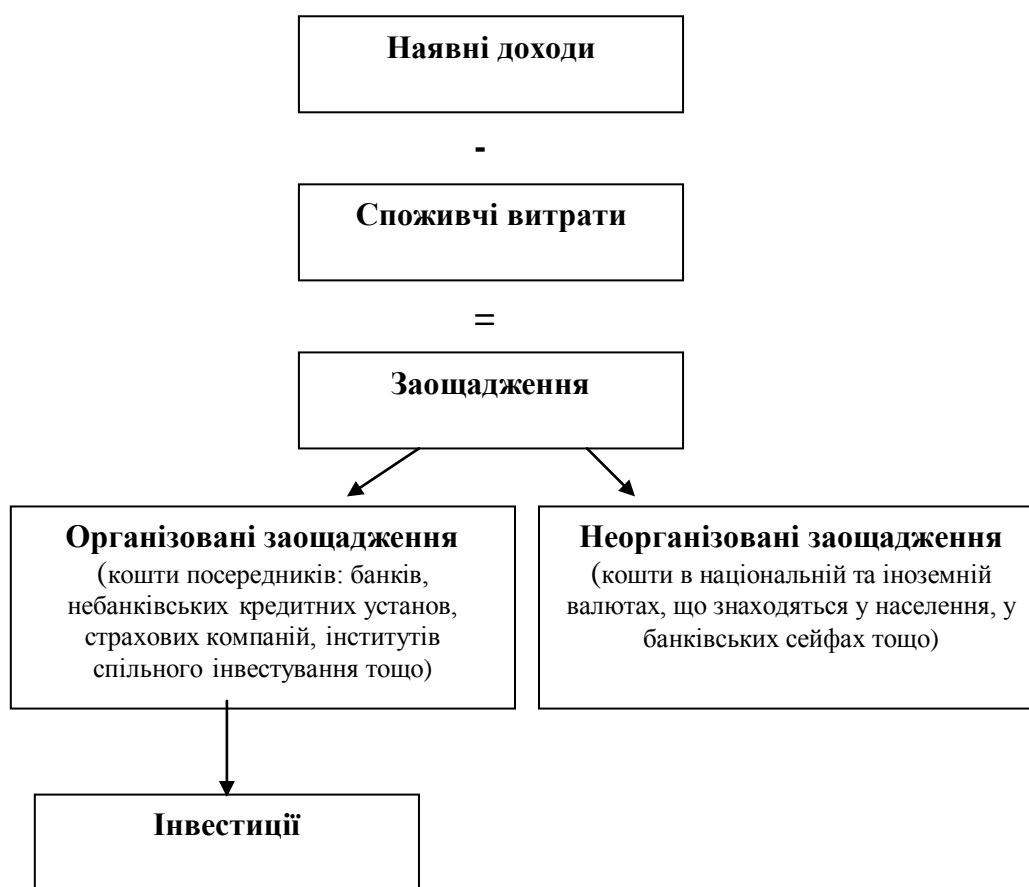 Наявні доходи
-
Споживчі витрати
=
Заощадження
Організовані заощадження
(кошти посередників: банків,
небанківських кредитних установ,
страхових компаній, інститутів
спільного інвестування тощо)
Неорганізовані заощадження
(кошти в національній та іноземній
валютах, що знаходяться у населення, у
банківських сейфах тощо)
Інвестиції